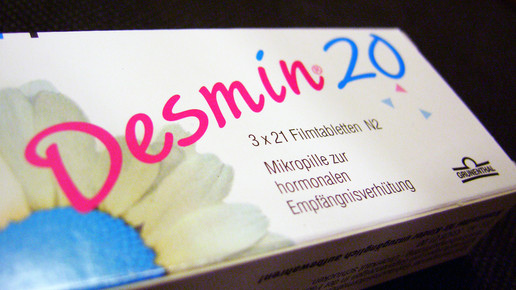 Desmin® 20
3 x 21 Filmtabletten N2
Mikropille zur
hormonalen
Empfängnisverhütung
GRÜNENTHAL